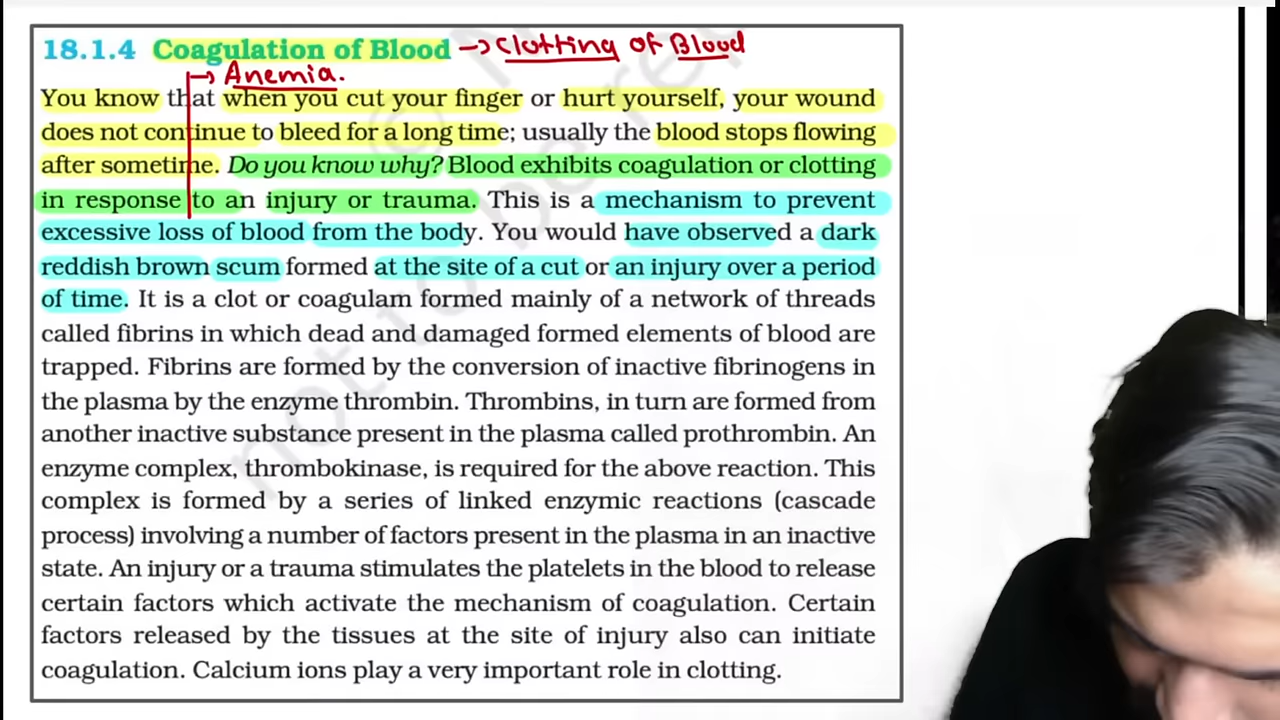 18.1.4 Coagulation of Blood → Clotting of Blood
→ Anemia.
You know that when you cut your finger or hurt yourself, your wound
does not continue to bleed for a long time; usually the blood stops flowing
after sometime. Do you know why? Blood exhibits coagulation or clotting
in response to an injury or trauma. This is a mechanism to prevent
excessive loss of blood from the body. You would have observed a dark
reddish brown scum formed at the site of a cut or an injury over a period
of time. It is a clot or coagulam formed mainly of a network of threads
called fibrins in which dead and damaged formed elements of blood are
trapped. Fibrins are formed by the conversion of inactive fibrinogens in
the plasma by the enzyme thrombin. Thrombins, in turn are formed from
another inactive substance present in the plasma called prothrombin. An
enzyme complex, thrombokinase, is required for the above reaction. This
complex is formed by a series of linked enzymic reactions (cascade
process) involving a number of factors present in the plasma in an inactive
state. An injury or a trauma stimulates the platelets in the blood to release
certain factors which activate the mechanism of coagulation. Certain
factors released by the tissues at the site of injury also can initiate
coagulation. Calcium ions play a very important role in clotting.
not to be re